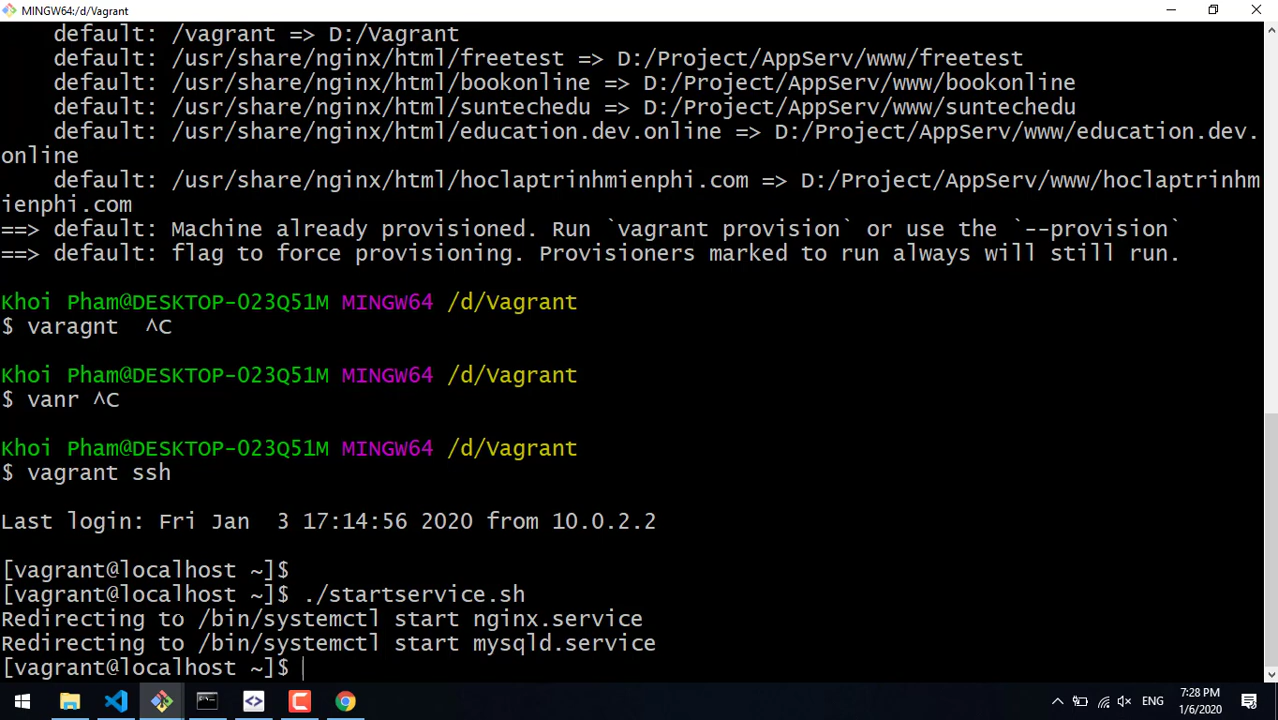 MINGW64:/d/Vagrant
default: /vagrant => D:/Vagrant
default: /usr/share/nginx/html/freetest => D:/Project/AppServ/www/freetest
default: /usr/share/nginx/html/bookonline => D:/Project/AppServ/www/bookonline
default: /usr/share/nginx/html/suntechedu => D:/Project/AppServ/www/suntechedu
default: /usr/share/nginx/html/education.dev.online => D:/Project/AppServ/www/education.dev.
online
default: /usr/share/nginx/html/hoclaptrinhmienphi.com => D:/Project/AppServ/www/hoclaptrinhm
ienphi.com
==> default: Machine already provisioned. Run `vagrant provision` or use the `--provision`
==> default: flag to force provisioning. Provisioners marked to run always will still run.
Khoi Pham@DESKTOP-023Q51M MINGW64 /d/Vagrant
$ varagnt  ^C
Khoi Pham@DESKTOP-023Q51M MINGW64 /d/Vagrant
$ vanr ^C
Khoi Pham@DESKTOP-023Q51M MINGW64 /d/Vagrant
$ vagrant ssh
Last login: Fri Jan  3 17:14:56 2020 from 10.0.2.2
[vagrant@localhost ~]$
[vagrant@localhost ~]$ ./startservice.sh
Redirecting to /bin/systemctl start nginx.service
Redirecting to /bin/systemctl start mysqld.service
[vagrant@localhost ~]$
ENG
7:28 PM
1/6/2020